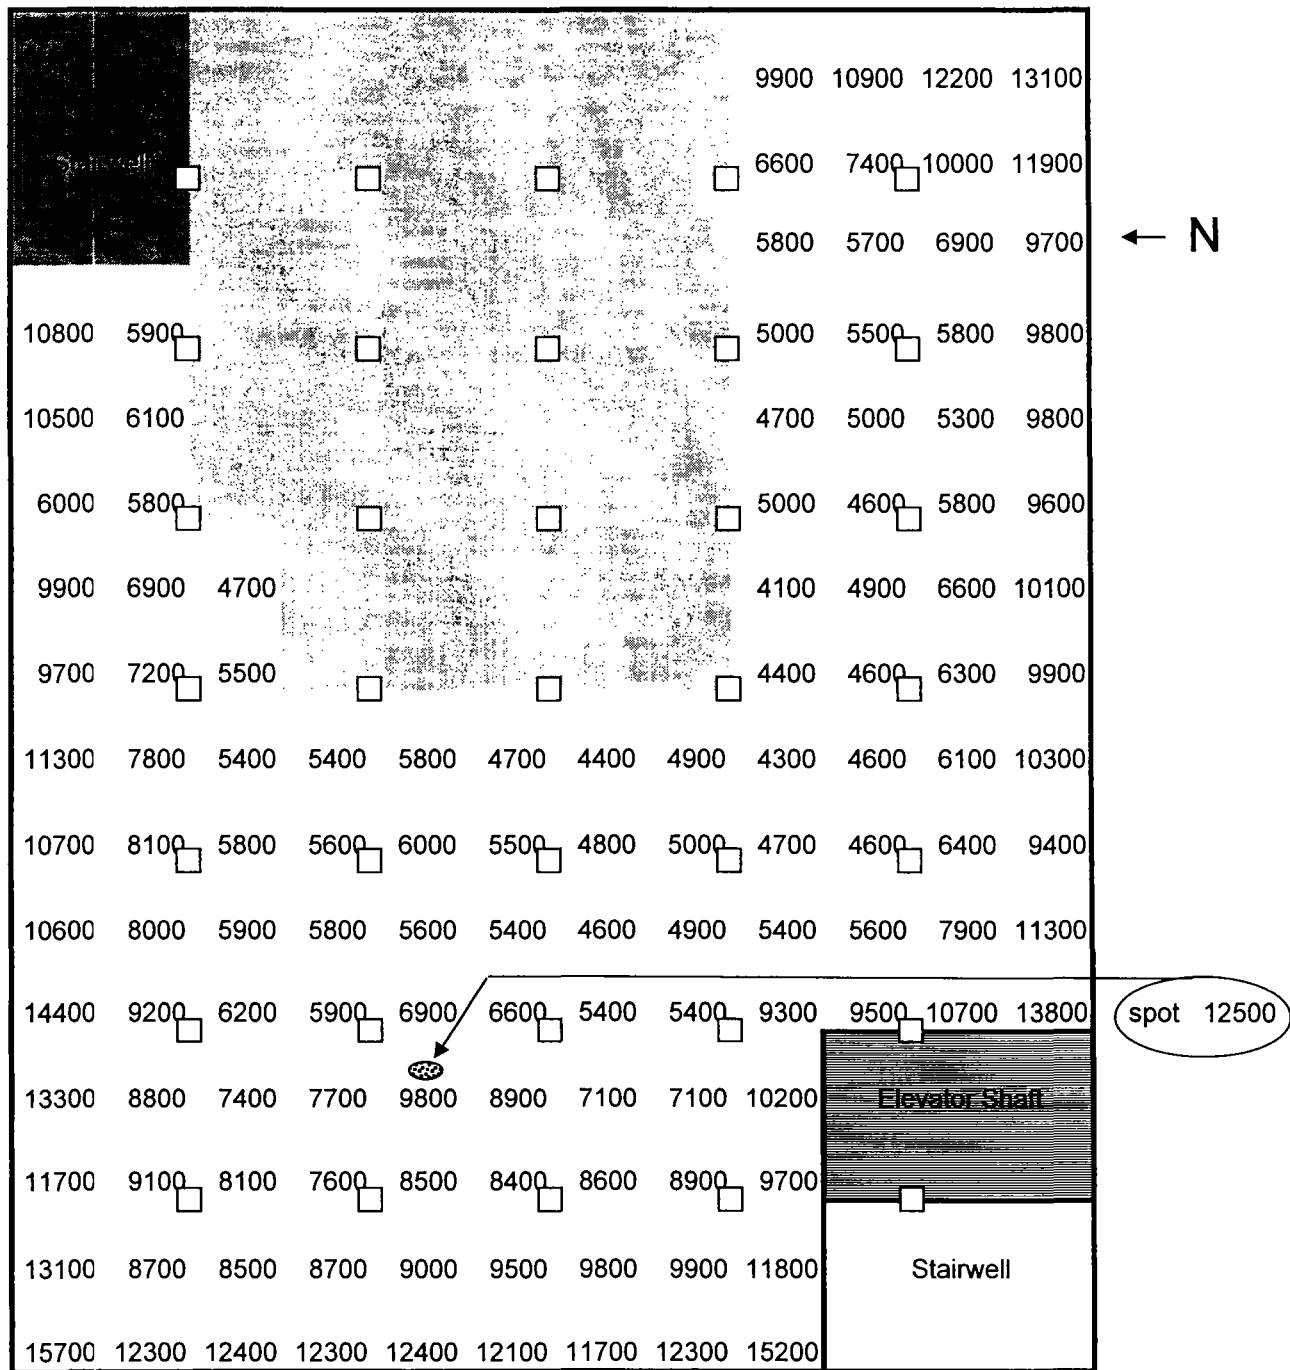 9900 10900 12200 13100
6600 7400 10000 11900
5800 5700 6900 9700
N
10800 5900 5000 5500 5800 9800
10500 6100 4700 5000 5300 9800
6000 5800 5000 4600 5800 9600
9900 6900 4700 4100 4900 6600 10100
9700 7200 5500 4400 4600 6300 9900
11300 7800 5400 5400 5800 4700 4400 4900 4300 4600 6100 10300
10700 8100 5800 5600 6000 5500 4800 5000 4700 4600 6400 9400
10600 8000 5900 5800 5600 5400 4600 4900 5400 5600 7900 11300
14400 9200 6200 5900 6900 6600 5400 5400 9300 9500 10700 13800 spot 12500
13300 8800 7400 7700 9800 8900 7100 7100 10200 Elevator Shaft
11700 9100 8100 7600 8500 8400 8600 8900 9700
13100 8700 8500 8700 9000 9500 9800 9900 11800 Stairwell
15700 12300 12400 12300 12400 12100 11700 12300 15200